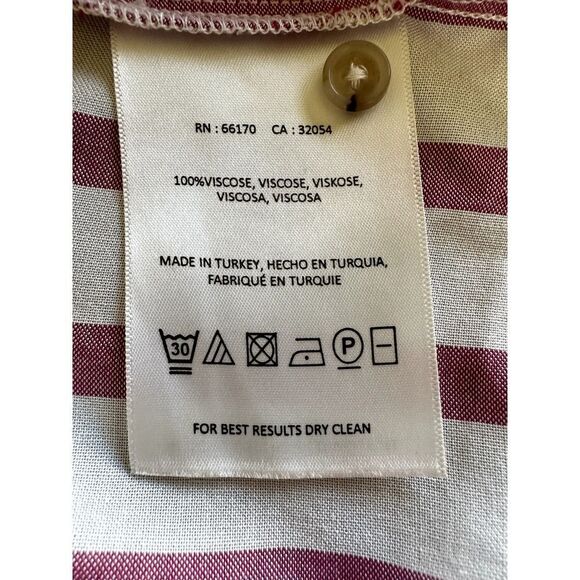 RN : 66170 CA : 32054
100%VISCOSE, VISCOSE, VISKOSE,
VISCOSA, VISCOSA
MADE IN TURKEY, HECHO EN TURQUIA,
FABRIQUÉ EN TURQUIE
30 P
FOR BEST RESULTS DRY CLEAN